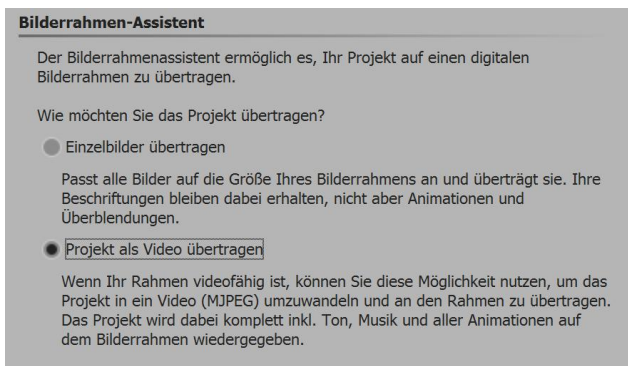 Bilderrahmen-Assistent
Der Bilderrahmenassistent ermöglich es, Ihr Projekt auf einen digitalen
Bilderrahmen zu übertragen.
Wie möchten Sie das Projekt übertragen?
Einzelbilder übertragen
Passt alle Bilder auf die Größe Ihres Bilderrahmens an und überträgt sie. Ihre
Beschriftungen bleiben dabei erhalten, nicht aber Animationen und
Überblendungen.
Projekt als Video übertragen
Wenn Ihr Rahmen videofähig ist, können Sie diese Möglichkeit nutzen, um das
Projekt in ein Video (MJPEG) umzuwandeln und an den Rahmen zu übertragen.
Das Projekt wird dabei komplett inkl. Ton, Musik und aller Animationen auf
dem Bilderrahmen wiedergegeben.